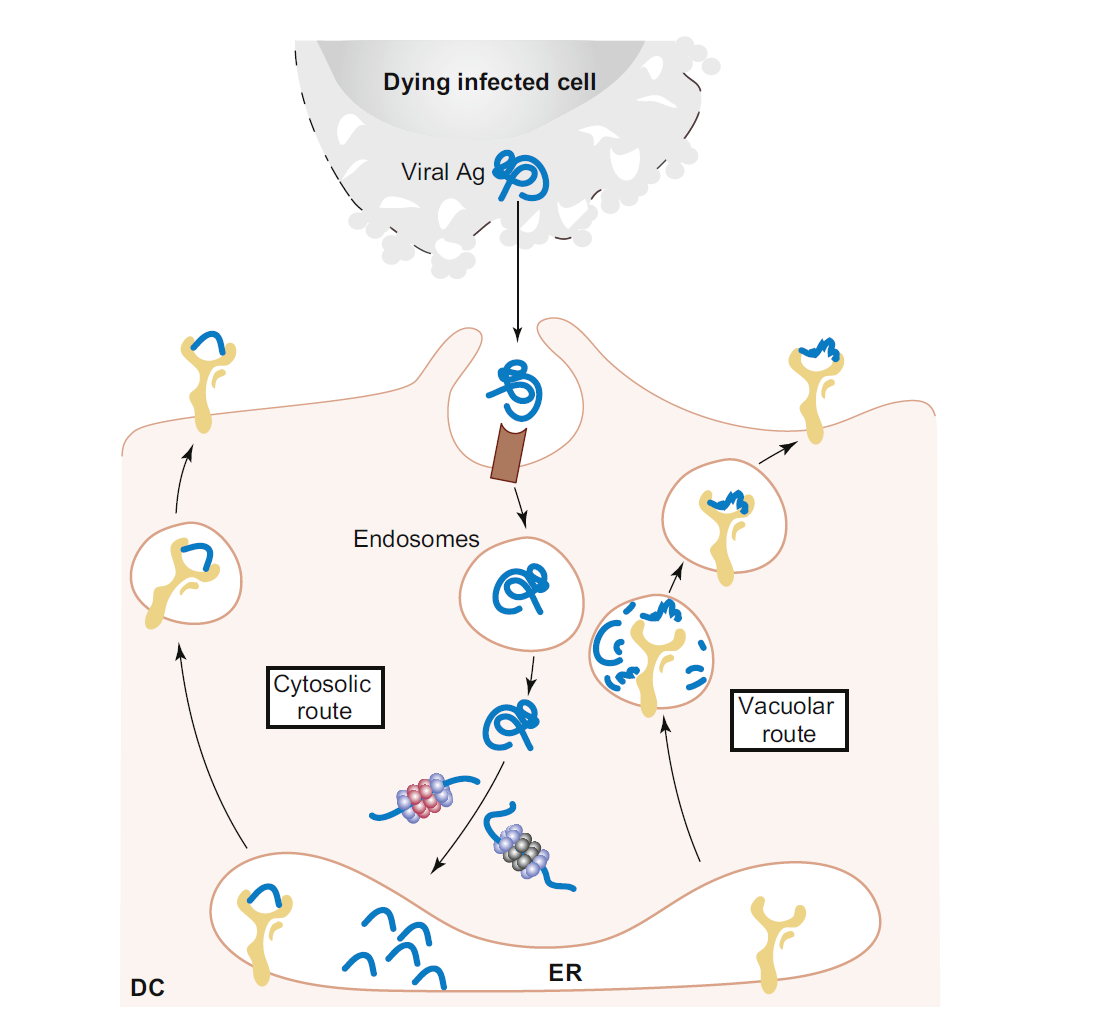 Dying infected cell
Viral Ag
Endosomes
Cytosolic
route
Vacuolar
route
ER
DC